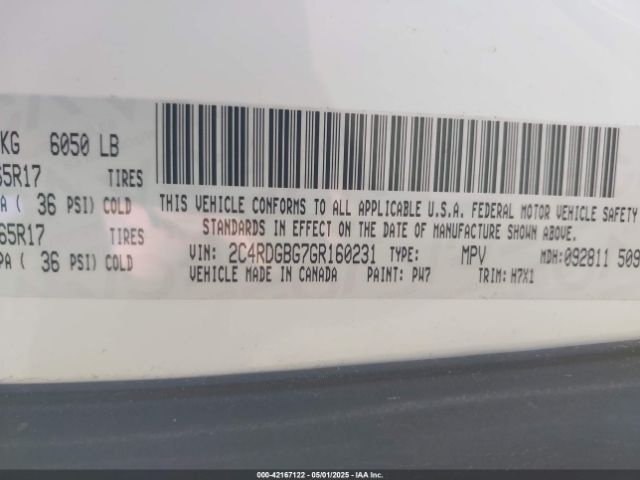 KG 6050 LB
65R17 TIRES
PA ( 36 PSI) COLD
65R17 TIRES
PA ( 36 PSI) COLD
THIS VEHICLE CONFORMS TO ALL APPLICABLE U.S.A. FEDERAL MOTOR VEHICLE SAFETY
STANDARDS IN EFFECT ON THE DATE OF MANUFACTURE SHOWN ABOVE.
VIN: 2C4RDGBG7GR160231 TYPE: MPV MDH:092811 509
VEHICLE MADE IN CANADA PAINT: PW7 TRIM: H7X1
000-42167122 - 05/01/2025 - IAA Inc.